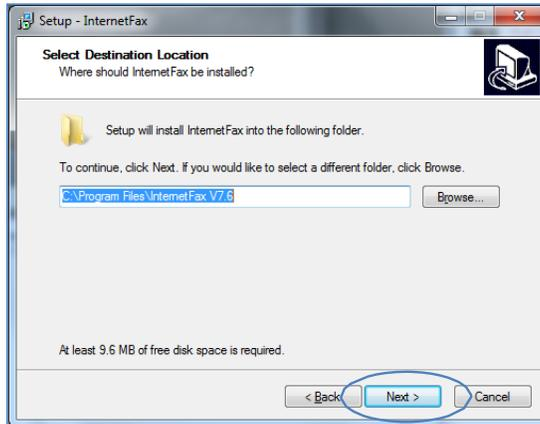 Setup - InternetFax
Select Destination Location
Where should InternetFax be installed?
Setup will install InternetFax into the following folder.
To continue, click Next. If you would like to select a different folder, click Browse.
C:\Program Files\InternetFax V7.6
Browse...
At least 9.6 MB of free disk space is required.
< Back
Next >
Cancel